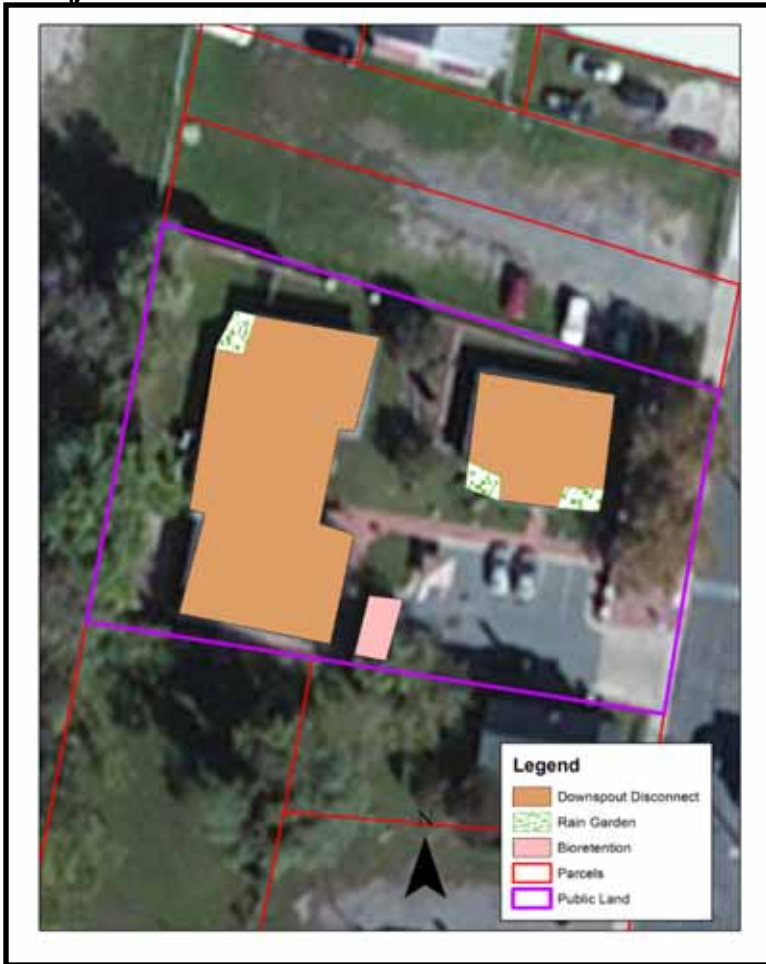 N
Legend
Downspout Disconnect
Rain Garden
Bioretention
Parcels
Public Land